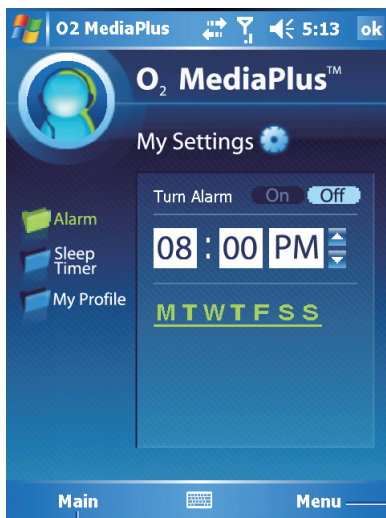 O2 MediaPlus 5:13 ok
O2 MediaPlus™
My Settings
Turn Alarm On Off
Alarm
08 : 00 PM
Sleep
Timer
My Profile
M T W T F S S
Main Menu